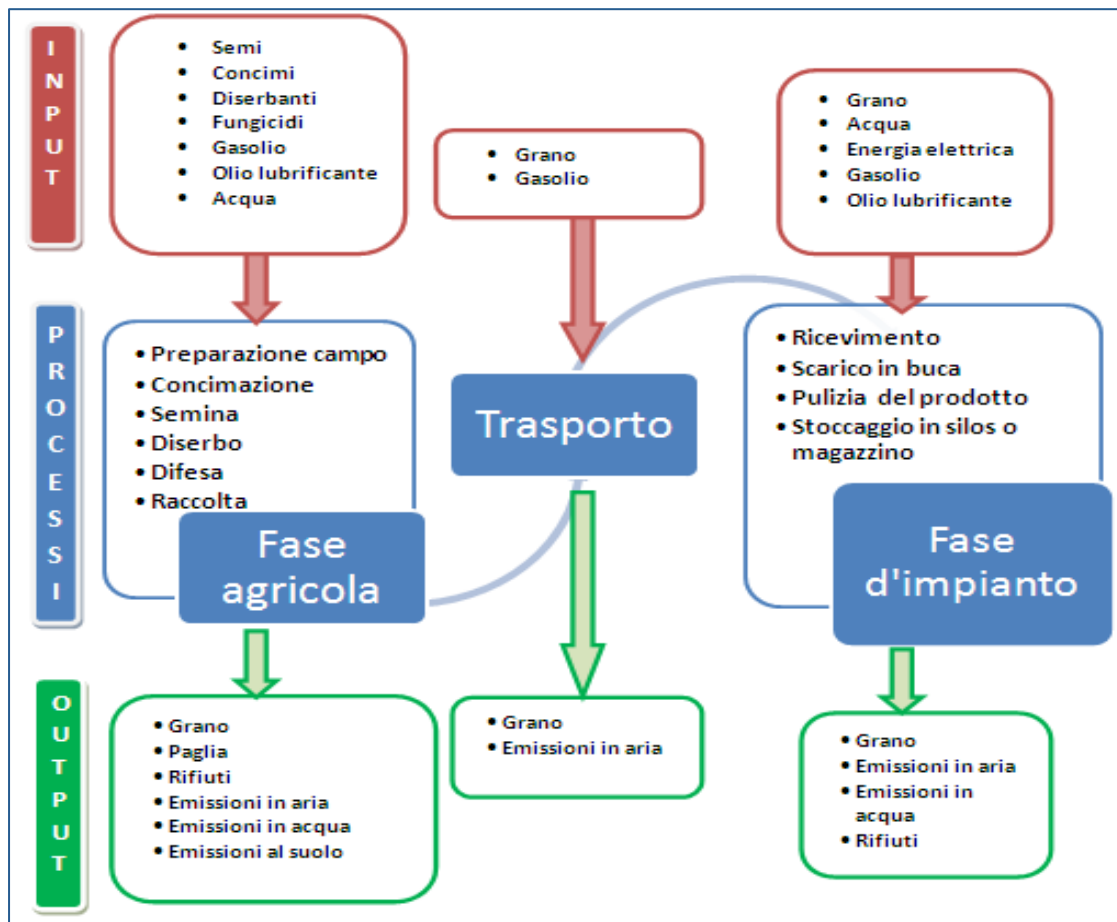 INPUT
• Semi
• Concimi
• Diserbanti
• Fungicidi
• Gasolio
• Olio lubrificante
• Acqua
• Grano
• Gasolio
• Grano
• Acqua
• Energia elettrica
• Gasolio
• Olio lubrificante
PROCESSI
• Preparazione campo
• Concimazione
• Semina
• Diserbo
• Difesa
• Raccolta
Fase
agricola
Trasporto
• Ricevimento
• Scarico in buca
• Pulizia del prodotto
• Stoccaggio in silos o
magazzino
Fase
d'impianto
OUTPUT
• Grano
• Paglia
• Rifiuti
• Emissioni in aria
• Emissioni in acqua
• Emissioni al suolo
• Grano
• Emissioni in aria
• Grano
• Emissioni in aria
• Emissioni in
acqua
• Rifiuti